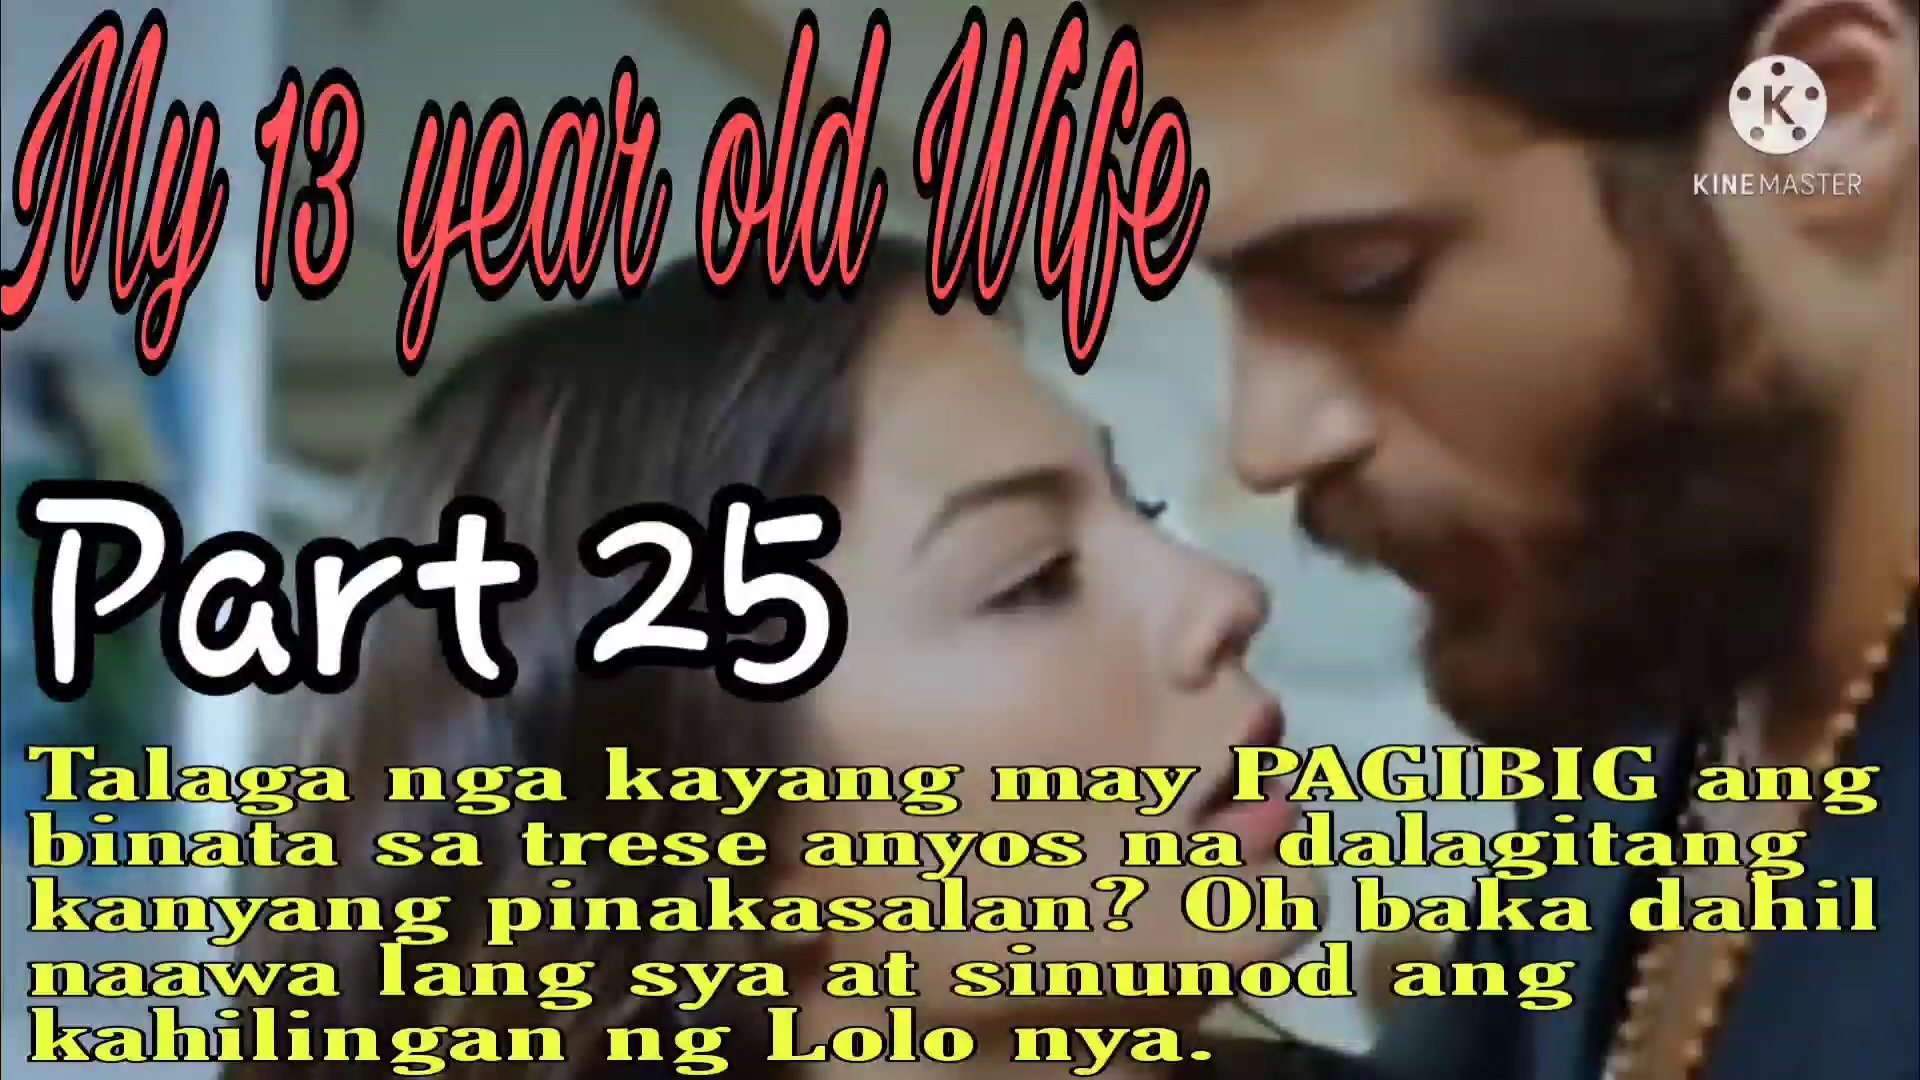 My 13 year old Wife
KINEMASTER
Part 25
Talaga nga kayang may PAGIBIG ang
binata sa trese anyos na dalagitang
kanyang pinakasalan? Oh baka dahil
naawa lang sya at sinunod ang
kahilingan ng Lolo nya.